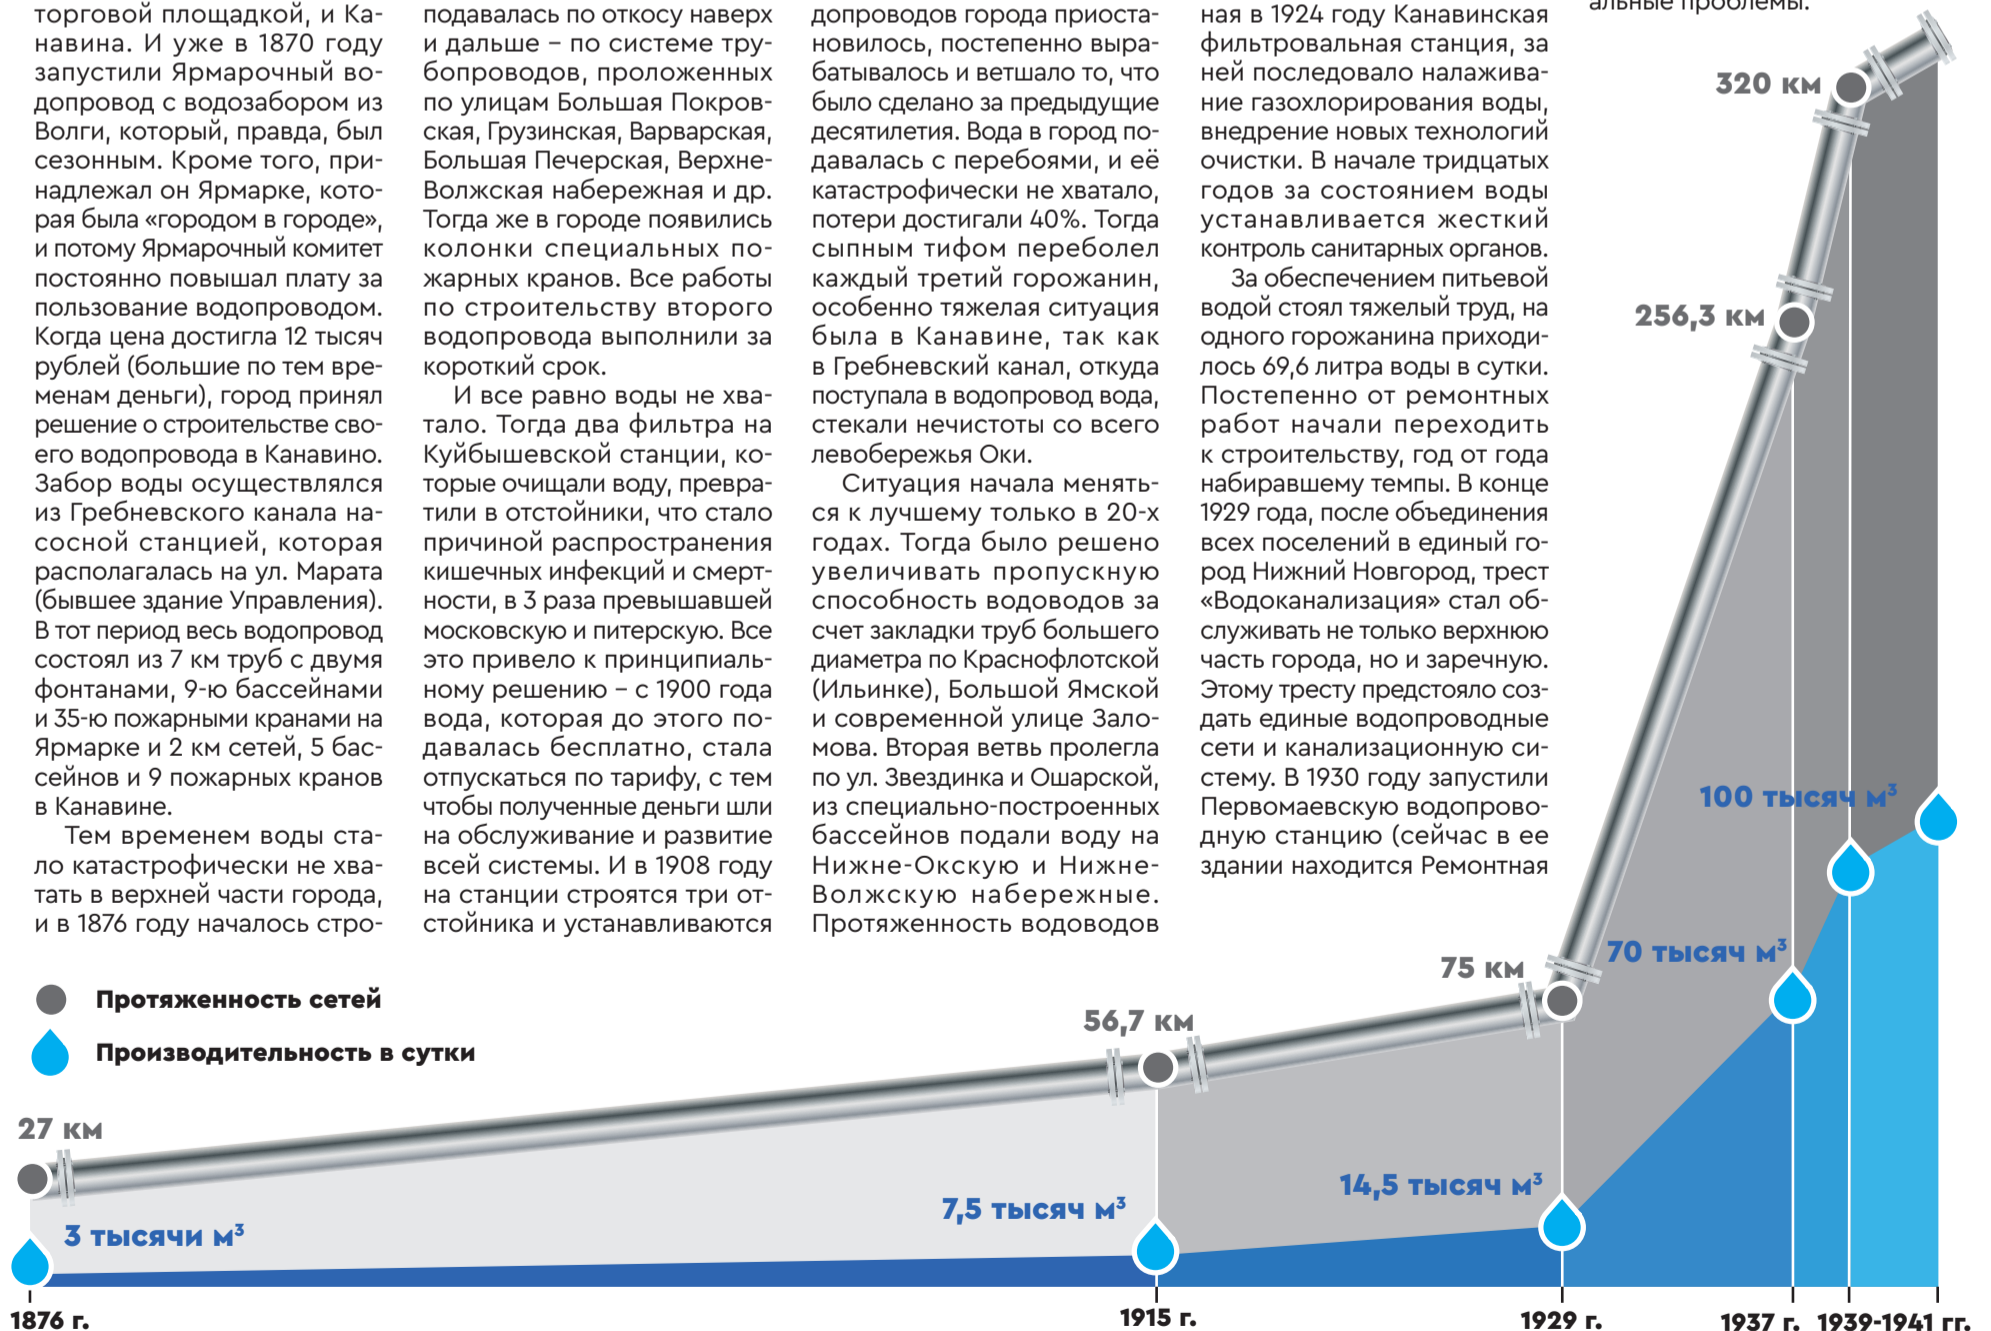 торговой площадкой, и Ка-
навина. И уже в 1870 году
запустили Ярмарочный во-
допровод с водозабором из
Волги, который, правда, был
сезонным. Кроме того, при-
надлежал он Ярмарке, кото-
рая была «городом в городе»,
и потому Ярмарочный комитет
постоянно повышал плату за
пользование водопроводом.
Когда цена достигла 12 тысяч
рублей (большие по тем вре-
менам деньги), город принял
решение о строительстве сво-
его водопровода в Канавино.
Забор воды осуществлялся
из Гребневского канала на-
сосной станцией, которая
располагалась на ул. Марата
(бывшее здание Управления).
В тот период весь водопровод
состоял из 7 км труб с двумя
фонтанами, 9-ю бассейнами
и 35-ю пожарными кранами на
Ярмарке и 2 км сетей, 5 бас-
сейнов и 9 пожарных кранов
в Канавине.
Тем временем воды ста-
ло катастрофически не хва-
тать в верхней части города,
и в 1876 году началось стро-
подавалась по откосу наверх
и дальше – по системе тру-
бопроводов, проложенных
по улицам Большая Покров-
ская, Грузинская, Варварская,
Большая Печерская, Верхне-
Волжская набережная и др.
Тогда же в городе появились
колонки специальных по-
жарных кранов. Все работы
по строительству второго
водопровода выполнили за
короткий срок.
И все равно воды не хва-
тало. Тогда два фильтра на
Куйбышевской станции, ко-
торые очищали воду, превра-
тили в отстойники, что стало
причиной распространения
кишечных инфекций и смерт-
ности, в 3 раза превышавшей
московскую и питерскую. Все
это привело к принципиаль-
ному решению – с 1900 года
вода, которая до этого по-
давалась бесплатно, стала
отпускаться по тарифу, с тем
чтобы полученные деньги шли
на обслуживание и развитие
всей системы. И в 1908 году
на станции строятся три от-
стойника и устанавливаются
допроводов города приоста-
новилось, постепенно выра-
батывалось и ветшало то, что
было сделано за предыдущие
десятилетия. Вода в город по-
давалась с перебоями, и её
катастрофически не хватало,
потери достигали 40%. Тогда
сыпным тифом переболел
каждый третий горожанин,
особенно тяжелая ситуация
была в Канавине, так как
в Гребневский канал, откуда
поступала в водопровод вода,
стекали нечистоты со всего
левобережья Оки.
Ситуация начала менять-
ся к лучшему только в 20-х
годах. Тогда было решено
увеличивать пропускную
способность водоводов за
счет закладки труб большего
диаметра по Краснофлотской
(Ильинке), Большой Ямской
и современной улице Зало-
мова. Вторая ветвь пролегла
по ул. Звездинка и Ошарской,
из специально-построенных
бассейнов подали воду на
Нижне-Окскую и Нижне-
Волжскую набережные.
Протяженность водоводов
ная в 1924 году Канавинская
фильтровальная станция, за
ней последовало налажива-
ние газохлорирования воды,
внедрение новых технологий
очистки. В начале тридцатых
годов за состоянием воды
устанавливается жесткий
контроль санитарных органов.
За обеспечением питьевой
водой стоял тяжелый труд, на
одного горожанина приходи-
лось 69,6 литра воды в сутки.
Постепенно от ремонтных
работ начали переходить
к строительству, год от года
набиравшему темпы. В конце
1929 года, после объединения
всех поселений в единый го-
род Нижний Новгород, трест
«Водоканализация» стал об-
служивать не только верхнюю
часть города, но и заречную.
Этому тресту предстояло соз-
дать единые водопроводные
сети и канализационную си-
стему. В 1930 году запустили
Первомаевскую водопрово-
дную станцию (сейчас в ее
здании находится Ремонтная
альные проблемы.
320 км
256,3 км
100 тысяч м³
70 тысяч м³
75 км
Протяженность сетей
56,7 км
Производительность в сутки
27 км
14,5 тысяч м³
7,5 тысяч м³
3 тысячи м³
1876 г.
1915 г.
1929 г.
1937 г.
1939-1941 гг.